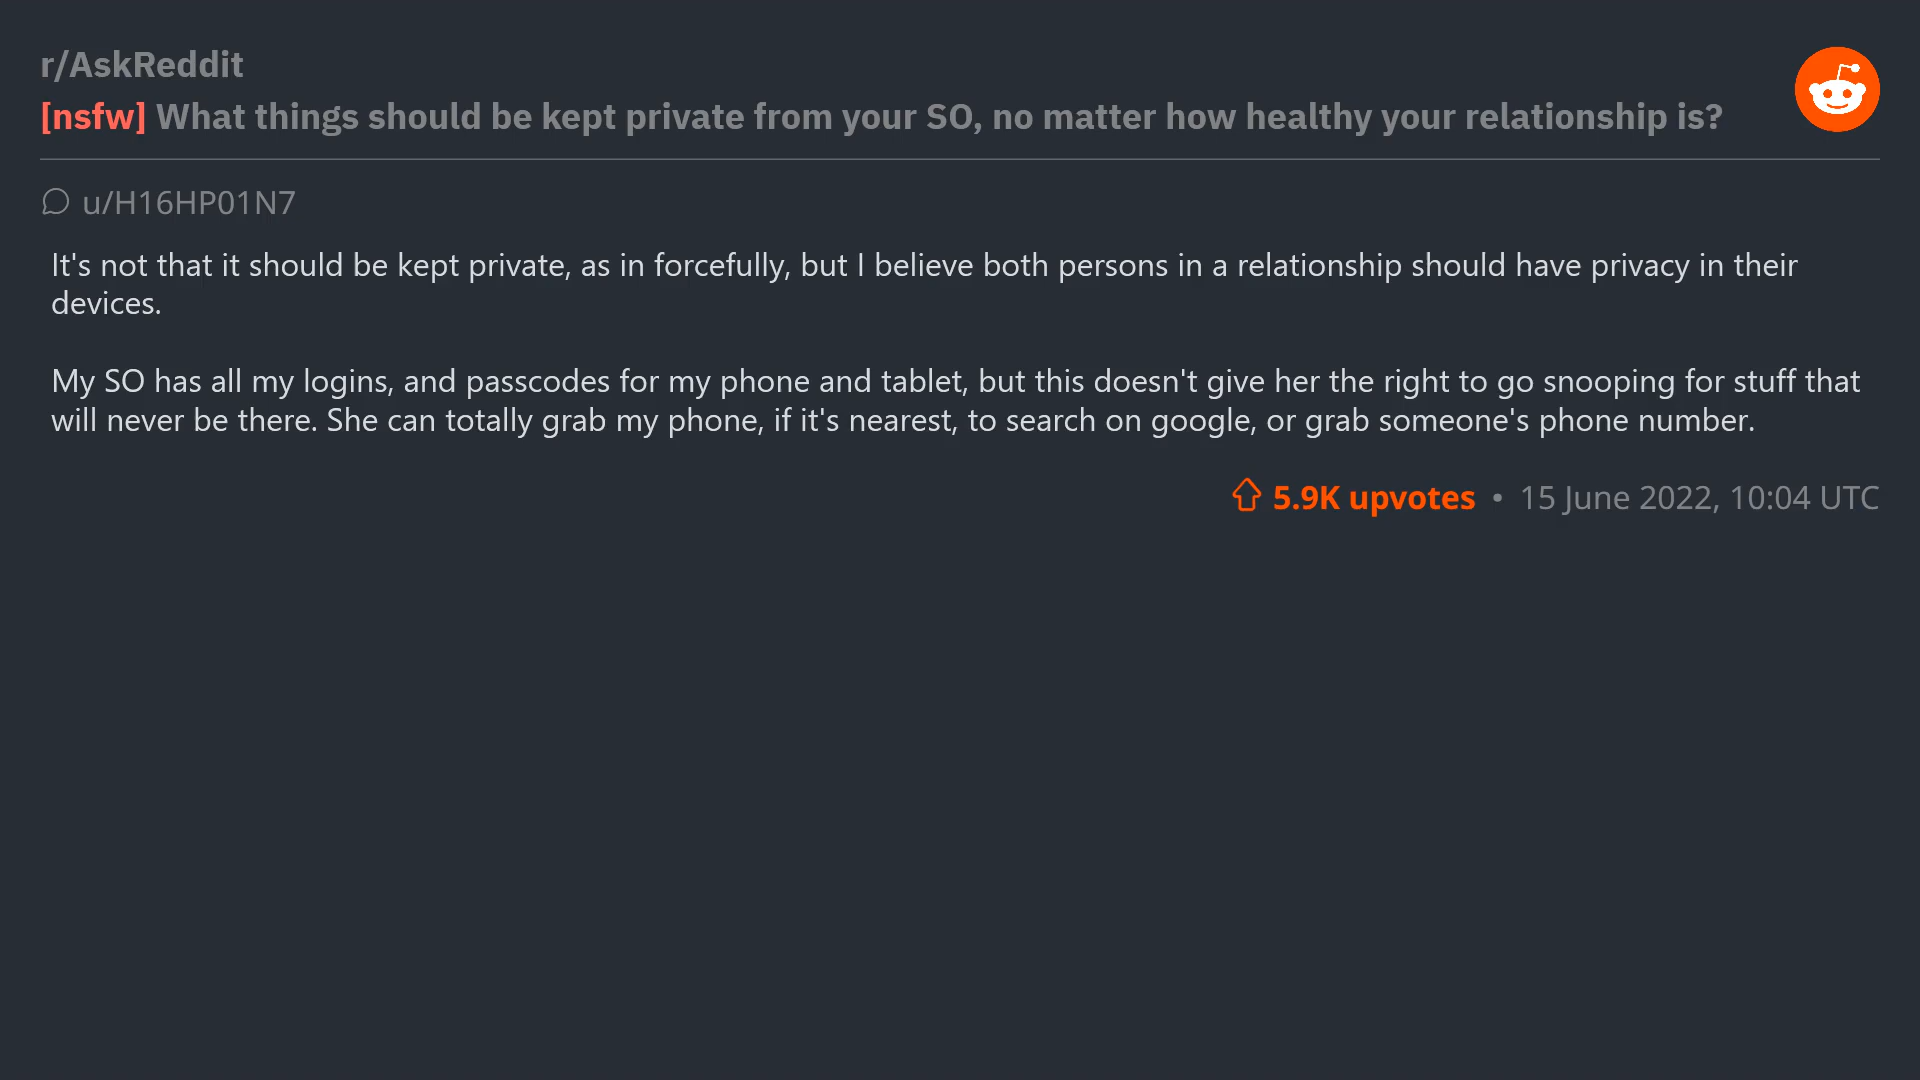 r/AskReddit
[nsfw] What things should be kept private from your SO, no matter how healthy your relationship is?
u/H16HP01N7
It's not that it should be kept private, as in forcefully, but I believe both persons in a relationship should have privacy in their
devices.
My SO has all my logins, and passcodes for my phone and tablet, but this doesn't give her the right to go snooping for stuff that
will never be there. She can totally grab my phone, if it's nearest, to search on google, or grab someone's phone number.
5.9K upvotes • 15 June 2022, 10:04 UTC